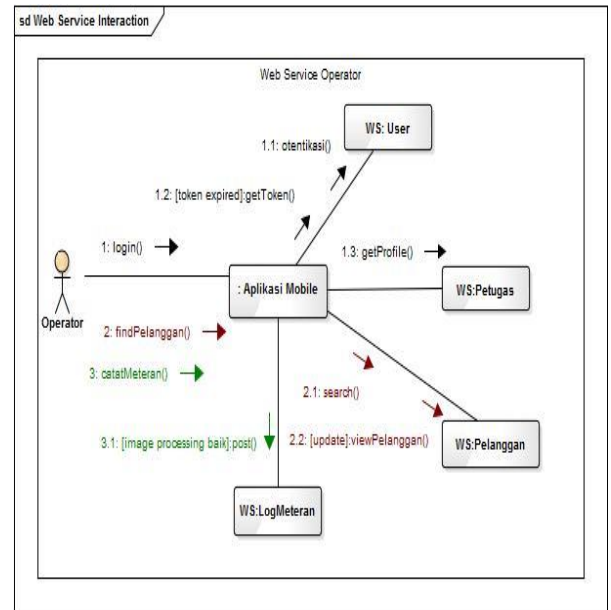 sd Web Service Interaction
Web Service Operator
WS: User
1.1: otentikasi()
1.2: [token expired]:getToken()
1: login()
1.3: getProfile()
: Aplikasi Mobile
WS:Petugas
Operator
2: findPelanggan()
3: catatMeteran()
2.1: search()
3.1: [image processing baik]:post()
2.2: [update]:viewPelanggan()
WS:Pelanggan
WS:LogMeteran